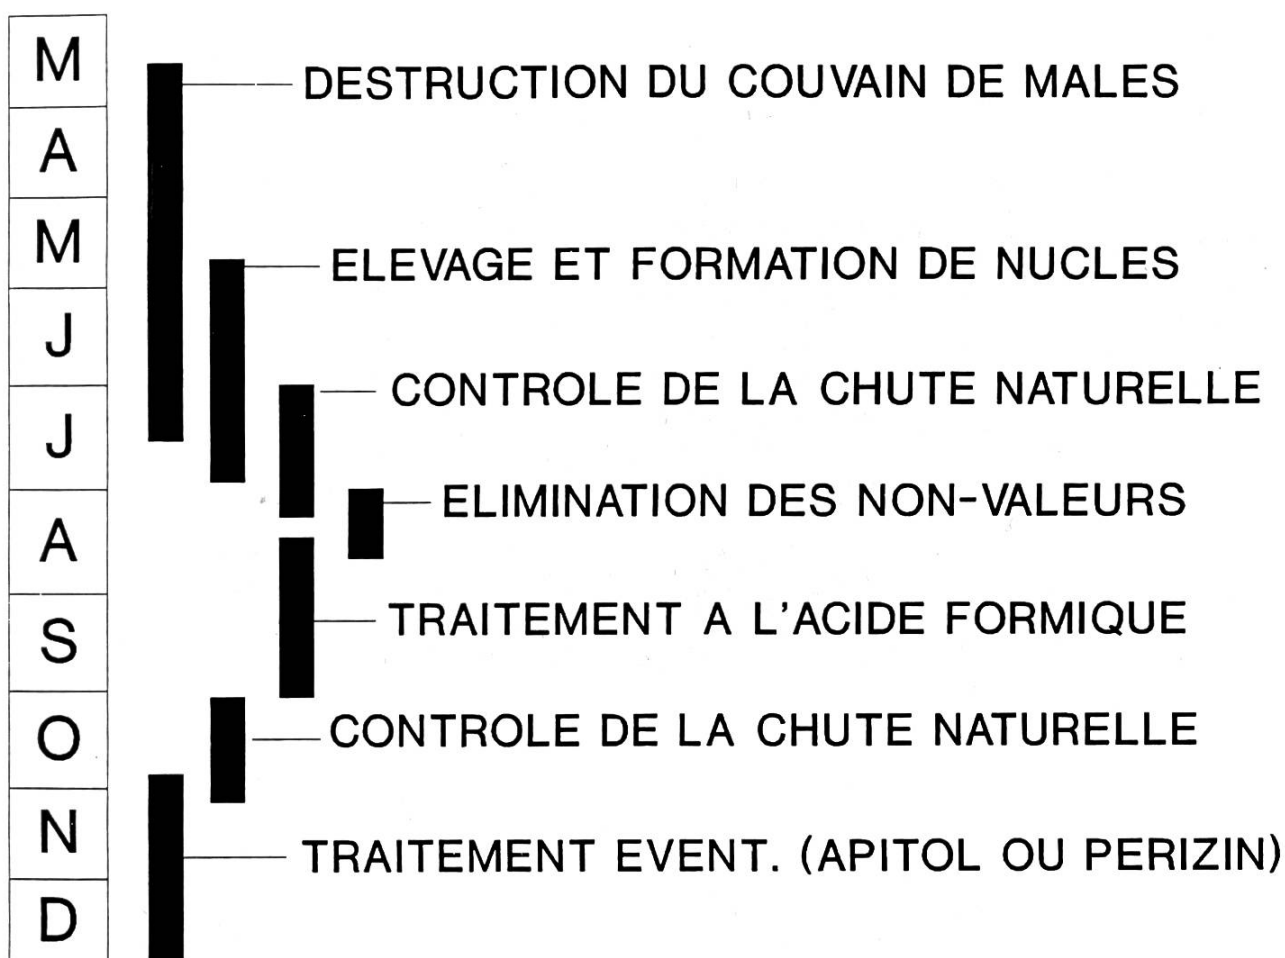 M
DESTRUCTION DU COUVAIN DE MALES
A
M
ELEVAGE ET FORMATION DE NUCLES
J
CONTROLE DE LA CHUTE NATURELLE
J
ELIMINATION DES NON-VALEURS
A
TRAITEMENT A L'ACIDE FORMIQUE
S
CONTROLE DE LA CHUTE NATURELLE
O
N
TRAITEMENT EVENT. (APITOL OU PERIZIN)
D